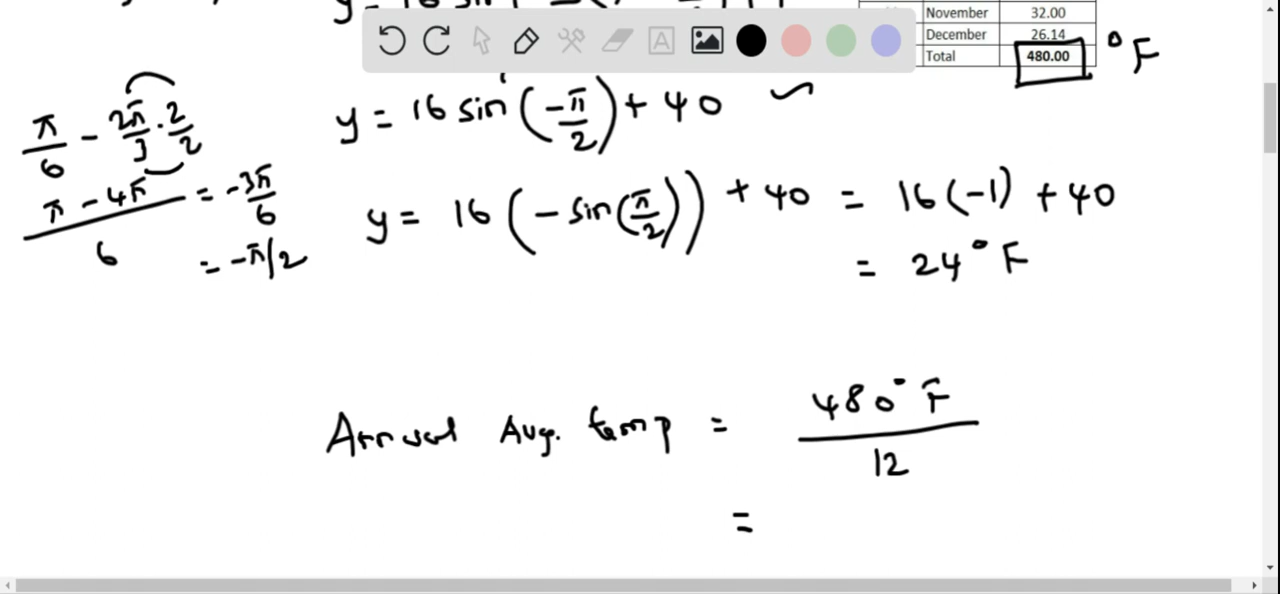 November 32.00
December 26.14
Total 480.00 °F
y = 16 sin(-π/2) + 40
π/6 - 2π/3 · 2/2
(π - 4π)/6 = -3π/6
= -π/2
y = 16(-sin(π/2)) + 40 = 16(-1) + 40
= 24°F
Annual Avg. temp = 480°F/12
=